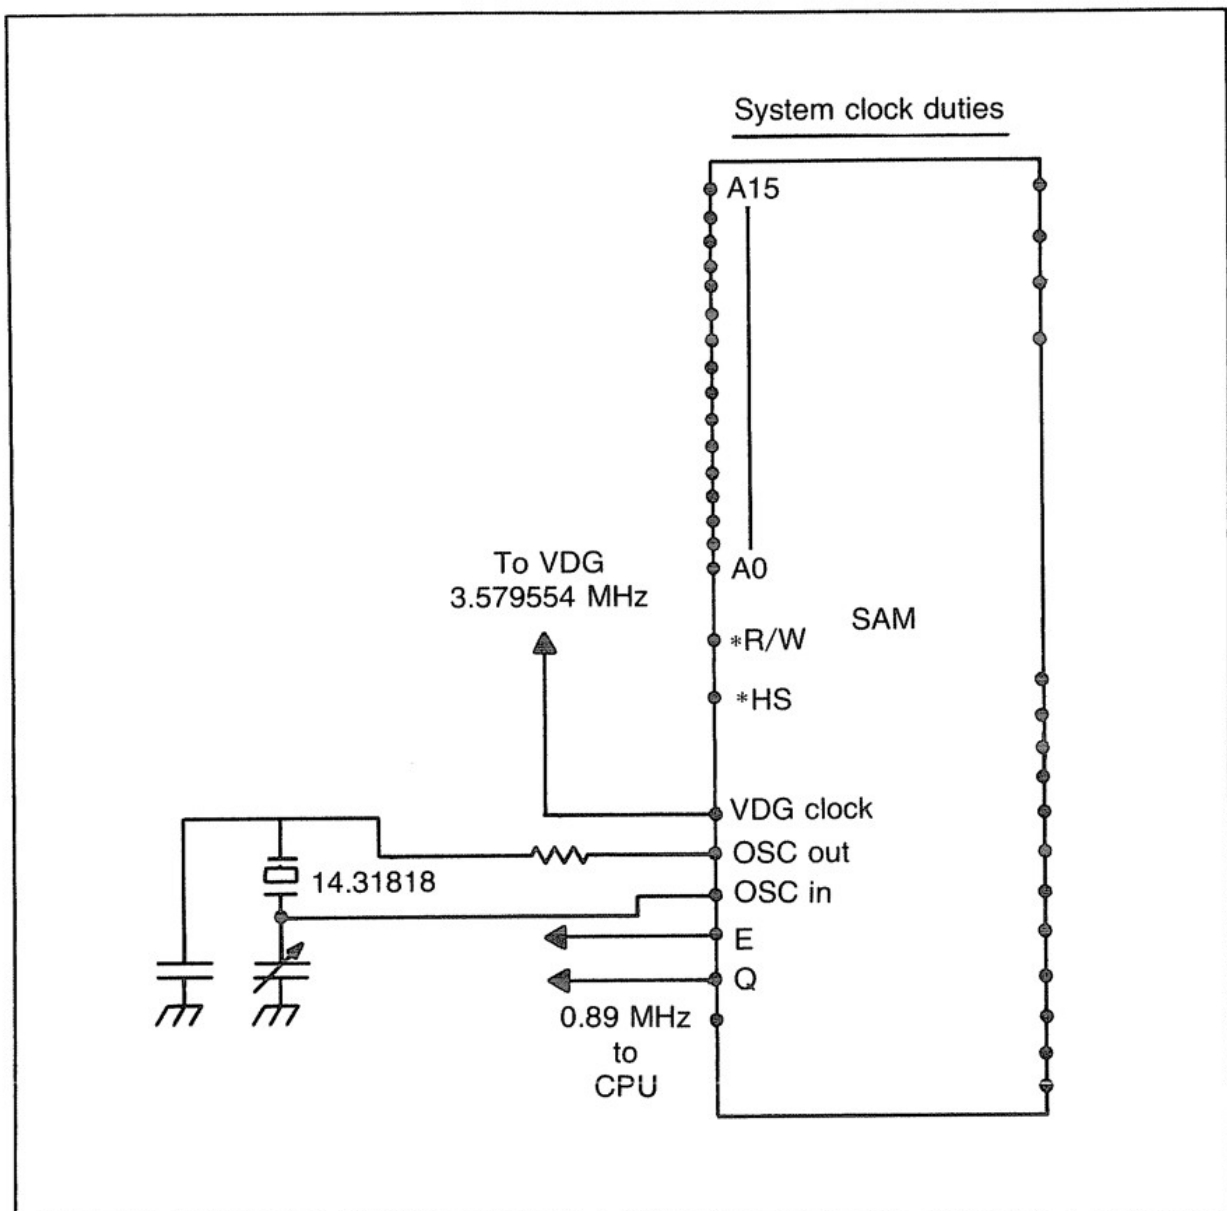 System clock duties
A15
A0
To VDG
3.579554 MHz
SAM
*R/W
*HS
VDG clock
OSC out
14.31818
OSC in
E
Q
0.89 MHz
to
CPU